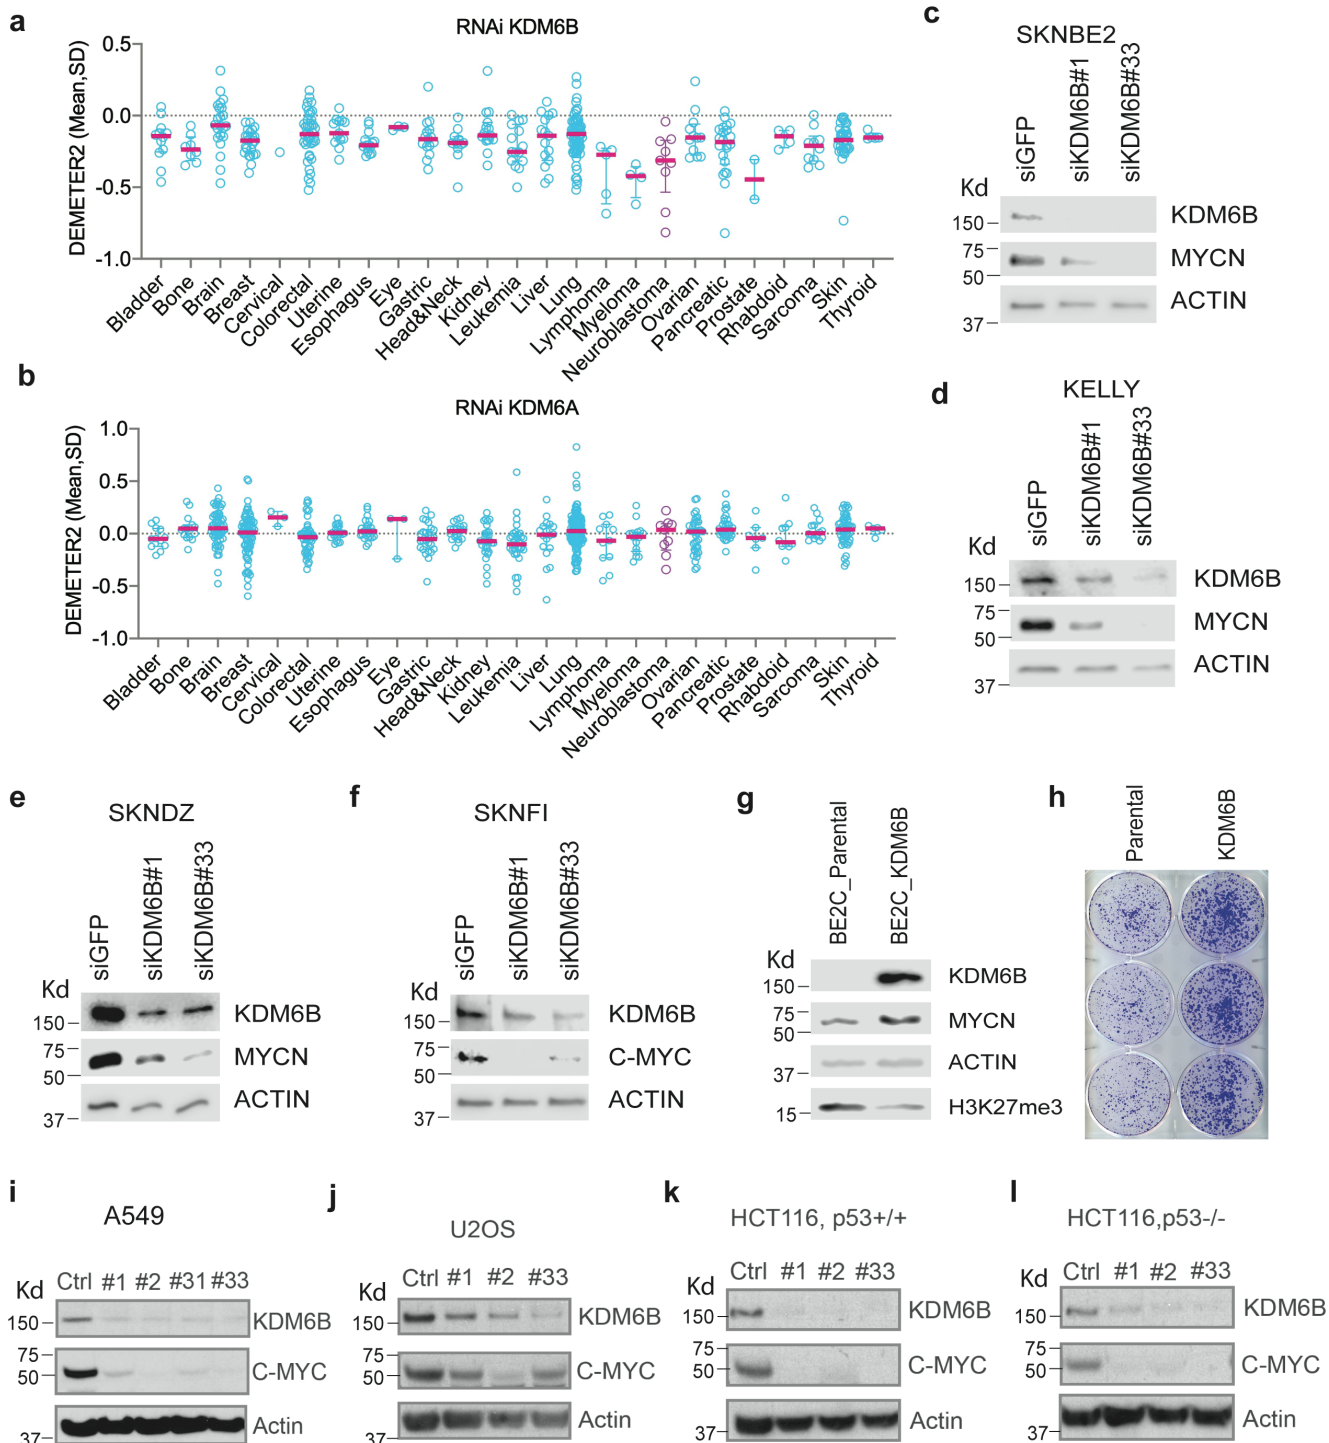 a
RNAi KDM6B
DEMETER2 (Mean,SD)
0.5
0.0
-0.5
-1.0
Bladder
Bone
Brain
Breast
Cervical
Colorectal
Uterine
Esophagus
Eye
Gastric
Head&Neck
Kidney
Leukemia
Liver
Lung
Lymphoma
Myeloma
Neuroblastoma
Ovarian
Pancreatic
Prostate
Rhabdoid
Sarcoma
Skin
Thyroid
b
RNAi KDM6A
DEMETER2 (Mean,SD)
1.0
0.5
0.0
-0.5
-1.0
Bladder
Bone
Brain
Breast
Cervical
Colorectal
Uterine
Esophagus
Eye
Gastric
Head&Neck
Kidney
Leukemia
Liver
Lung
Lymphoma
Myeloma
Neuroblastoma
Ovarian
Pancreatic
Prostate
Rhabdoid
Sarcoma
Skin
Thyroid
c
SKNBE2
siGFP
siKDM6B#1
siKDM6B#33
Kd
150 KDM6B
75
50 MYCN
ACTIN
37
d
KELLY
siGFP
siKDM6B#1
siKDM6B#33
Kd
150 KDM6B
75
50 MYCN
ACTIN
37
e
SKNDZ
siGFP
siKDM6B#1
siKDM6B#33
Kd
150 KDM6B
75
50 MYCN
ACTIN
37
f
SKNFI
siGFP
siKDM6B#1
siKDM6B#33
Kd
150 KDM6B
75
50 C-MYC
ACTIN
37
g
BE2C_Parental
BE2C_KDM6B
Kd
150 KDM6B
75
50 MYCN
ACTIN
37
15 H3K27me3
h
Parental
KDM6B
i
A549
Kd Ctrl #1 #2 #31 #33
150 KDM6B
75
50 C-MYC
Actin
37
j
U2OS
Kd Ctrl #1 #2 #33
150 KDM6B
75
50 C-MYC
Actin
37
k
HCT116, p53+/+
Kd Ctrl #1 #2 #33
150 KDM6B
75
50 C-MYC
Actin
37
l
HCT116,p53-/-
Kd Ctrl #1 #2 #33
150 KDM6B
75
50 C-MYC
Actin
37